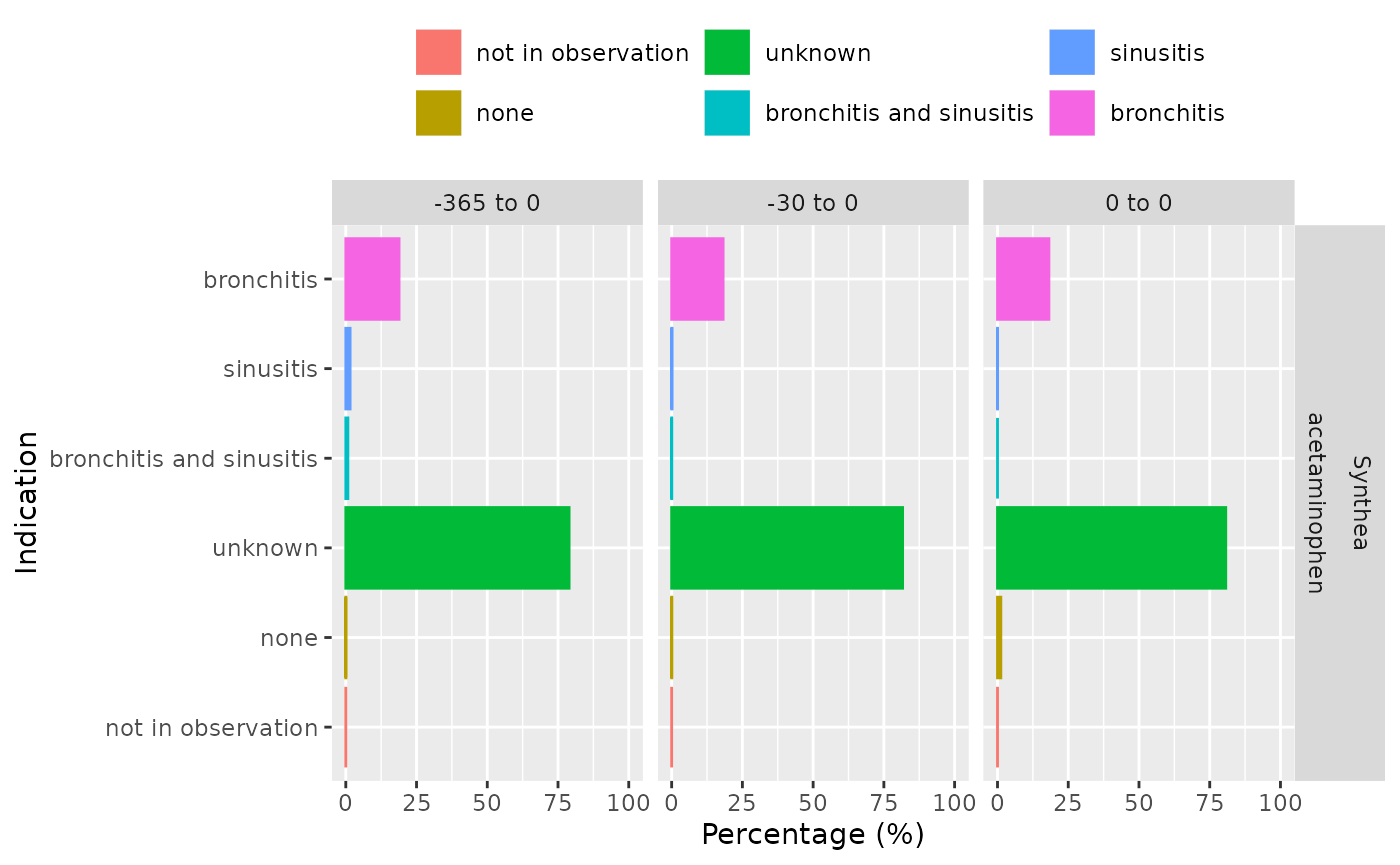 not in observation
unknown
sinusitis
none
bronchitis and sinusitis
bronchitis
-365 to 0
-30 to 0
0 to 0
Indication
bronchitis
sinusitis
bronchitis and sinusitis
unknown
none
not in observation
Synthea
acetaminophen
0 25 50 75 100
0 25 50 75 100
0 25 50 75 100
Percentage (%)